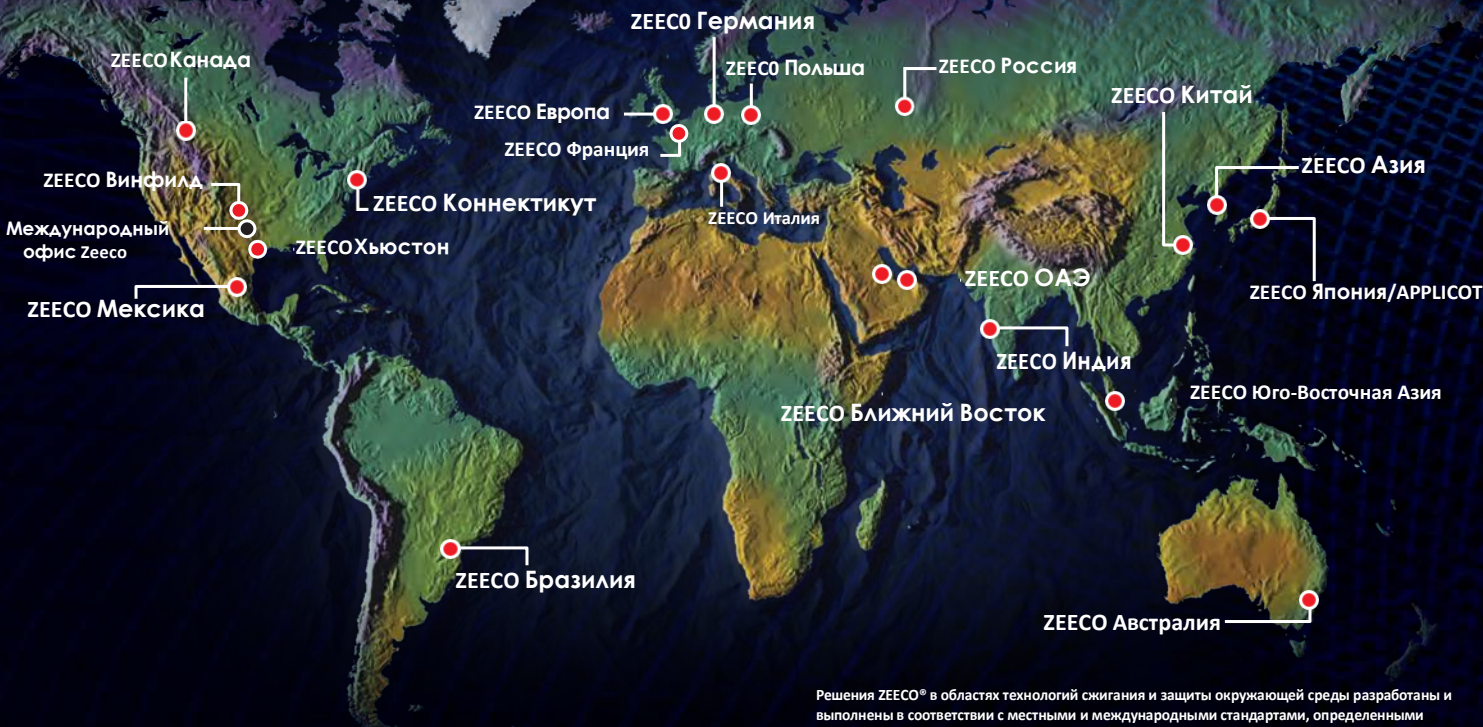 ZEEC0 Германия
ZEECOКанада
ZEEC0 Польша
ZEECO Россия
ZEECO Китай
ZEECO Европа
ZEECO Франция
ZEECO Азия
ZEECO Винфилд
ZEECO Коннектикут
ZEECO Италия
Международный
офис Zeeco
ZEECOХьюстон
ZEECO ОАЭ
ZEECO Япония/APPLICOT
ZEECO Мексика
ZEECO Индия
ZEECO Юго-Восточная Азия
ZEECO Ближний Восток
ZEECO Бразилия
ZEECO Австралия
Решения ZEECO® в областях технологий сжигания и защиты окружающей среды разработаны и
выполнены в соответствии с местными и международными стандартами, определенными